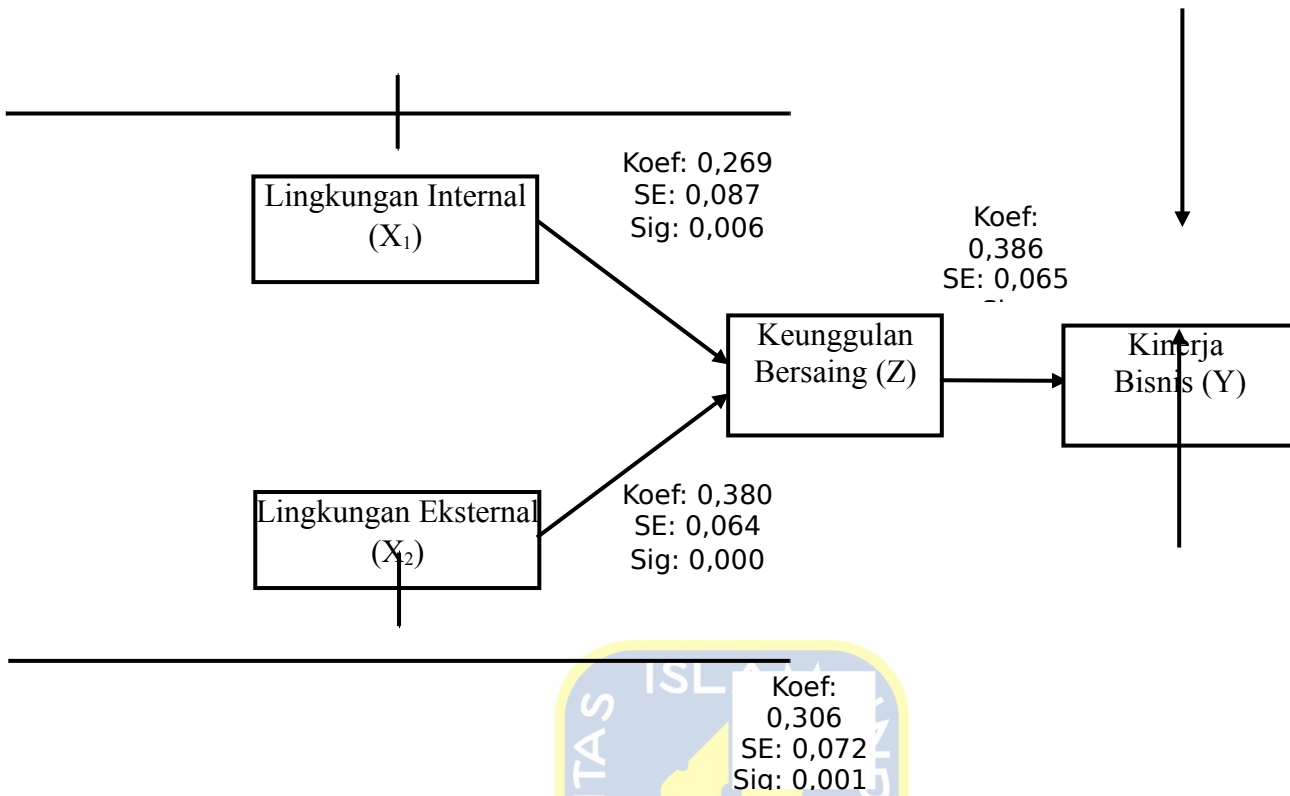 Koef: 0,269
SE: 0,087
Sig: 0,006
Lingkungan Internal
(X₁)
Koef:
0,386
SE: 0,065
Keunggulan
Bersaing (Z)
Kinerja
Bisnis (Y)
Koef: 0,380
SE: 0,064
Sig: 0,000
Lingkungan Eksternal
(X₂)
ISL
TAS
Koef:
0,306
SE: 0,072
Sig: 0,001